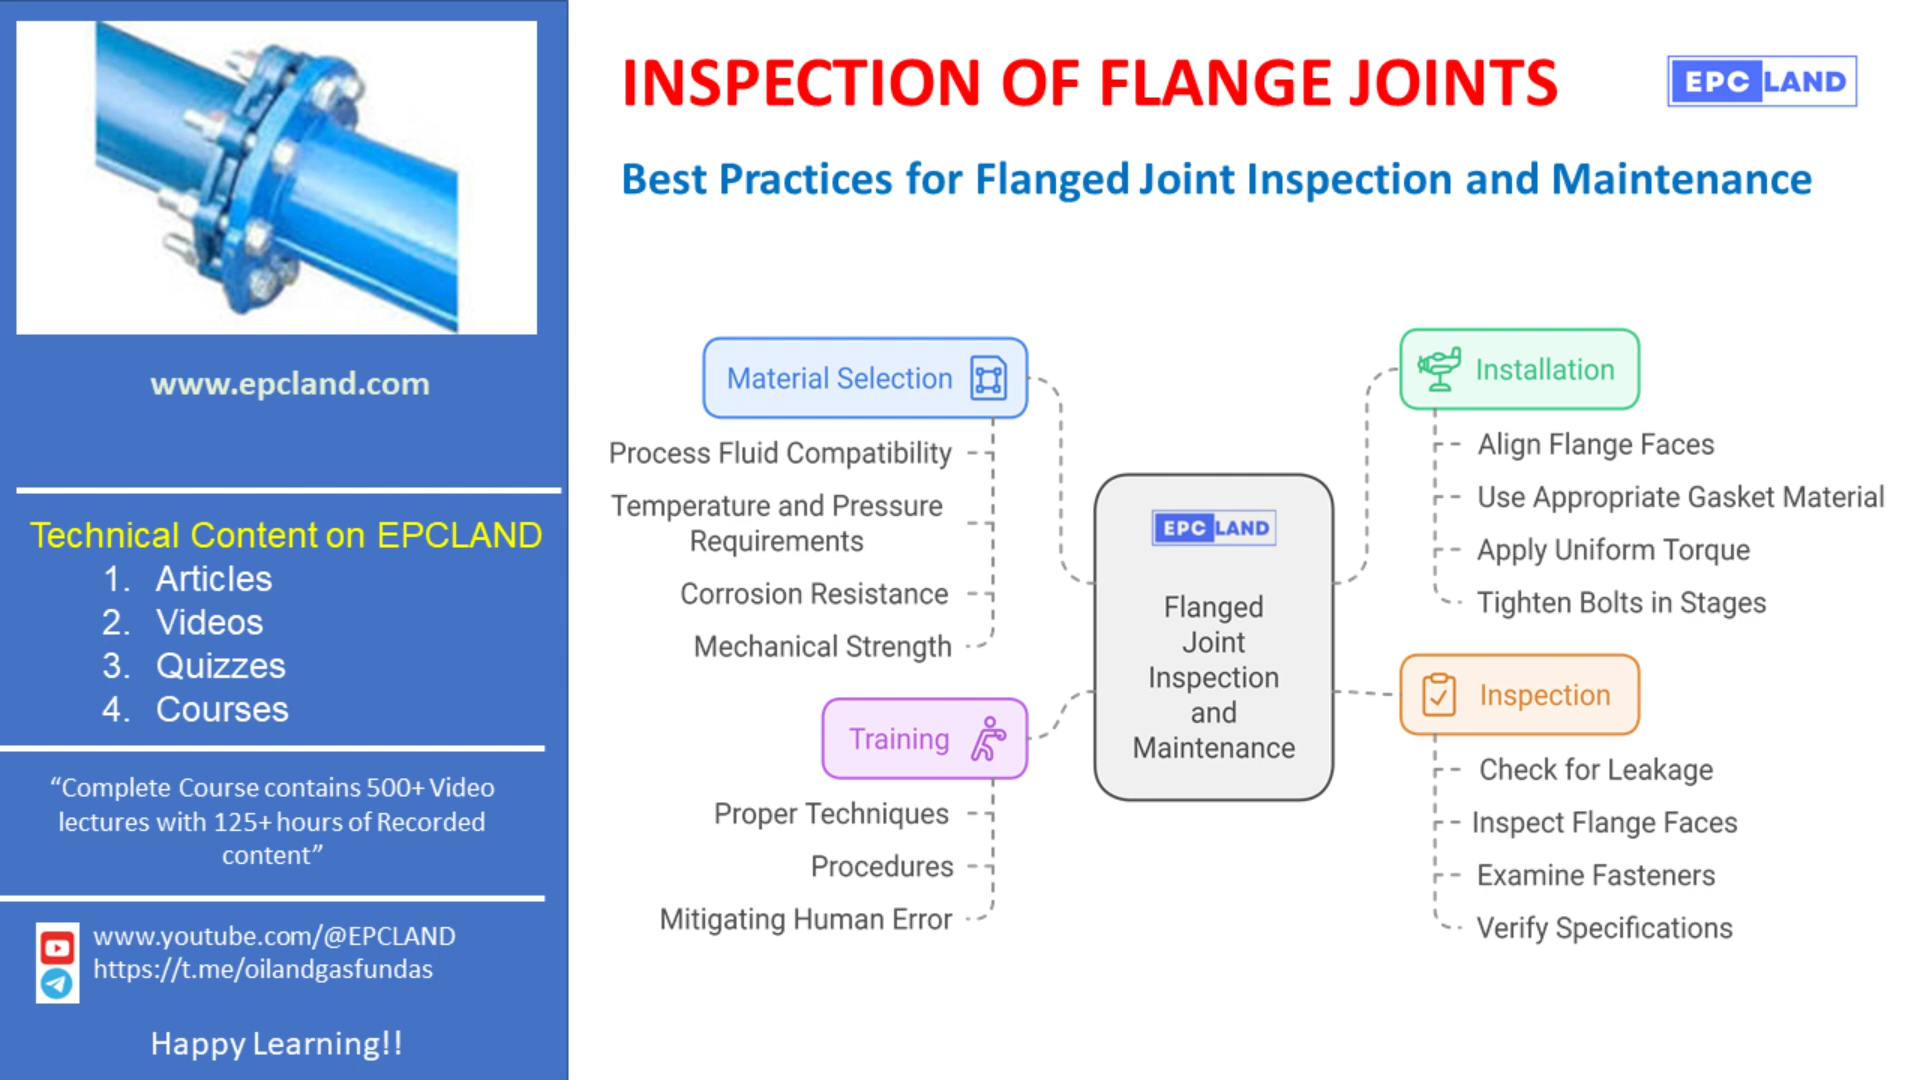 www.epcland.com
Technical Content on EPCLAND
1. Articles
2. Videos
3. Quizzes
4. Courses
“Complete Course contains 500+ Video
lectures with 125+ hours of Recorded
content”
www.youtube.com/@EPCLAND
https://t.me/oilandgasfundas
Happy Learning!!
INSPECTION OF FLANGE JOINTS
EPC LAND
Best Practices for Flanged Joint Inspection and Maintenance
Material Selection
Process Fluid Compatibility
Temperature and Pressure
Requirements
Corrosion Resistance
Mechanical Strength
Training
Proper Techniques
Procedures
Mitigating Human Error
EPC LAND
Flanged
Joint
Inspection
and
Maintenance
Installation
Align Flange Faces
Use Appropriate Gasket Material
Apply Uniform Torque
Tighten Bolts in Stages
Inspection
Check for Leakage
Inspect Flange Faces
Examine Fasteners
Verify Specifications